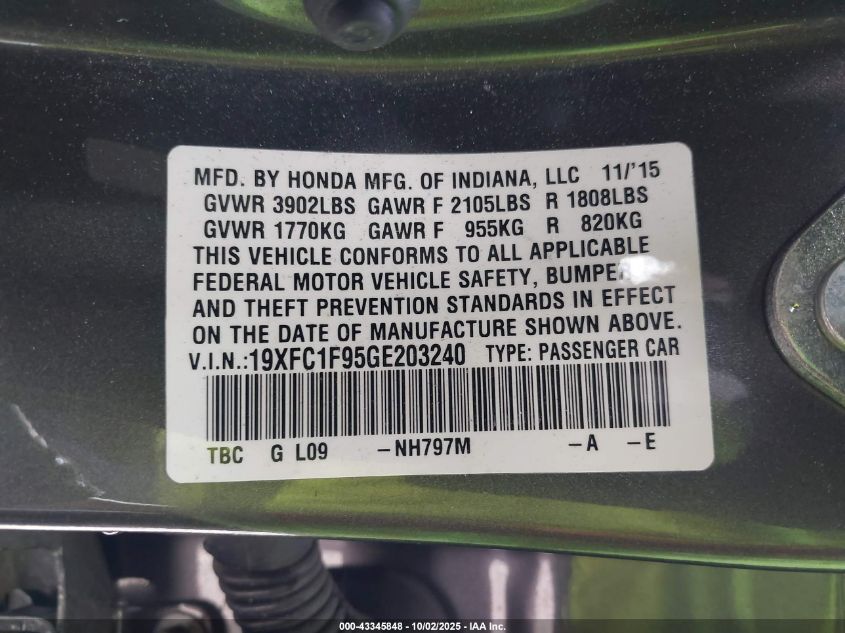 MFD. BY HONDA MFG. OF INDIANA, LLC 11/'15
GVWR 3902LBS GAWR F 2105LBS R 1808LBS
GVWR 1770KG GAWR F 955KG R 820KG
THIS VEHICLE CONFORMS TO ALL APPLICABLE
FEDERAL MOTOR VEHICLE SAFETY, BUMPER
AND THEFT PREVENTION STANDARDS IN EFFECT
ON THE DATE OF MANUFACTURE SHOWN ABOVE.
V.I.N.:19XFC1F95GE203240 TYPE: PASSENGER CAR
TBC G L09 -NH797M -A -E
000-43345848 - 10/02/2025 - IAA Inc.